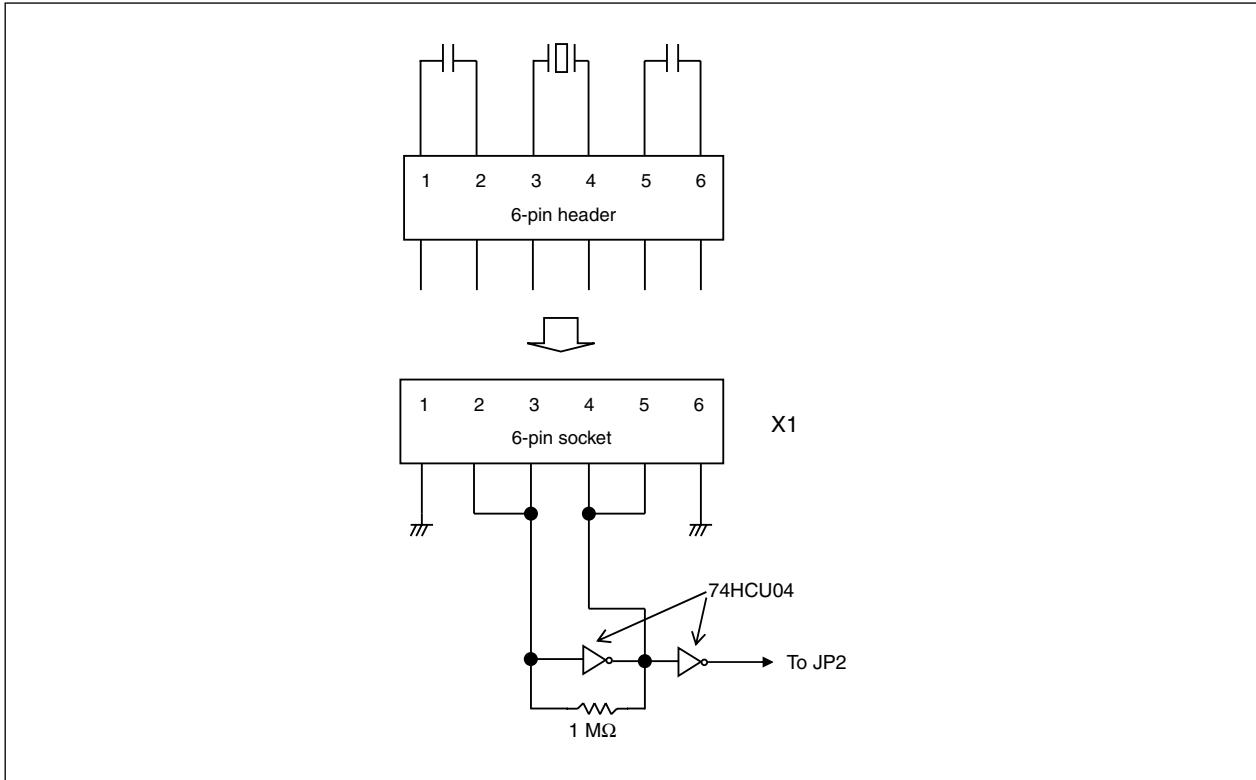 1 2 3 4 5 6
6-pin header
1 2 3 4 5 6
6-pin socket
X1
74HCU04
To JP2
1 MΩ